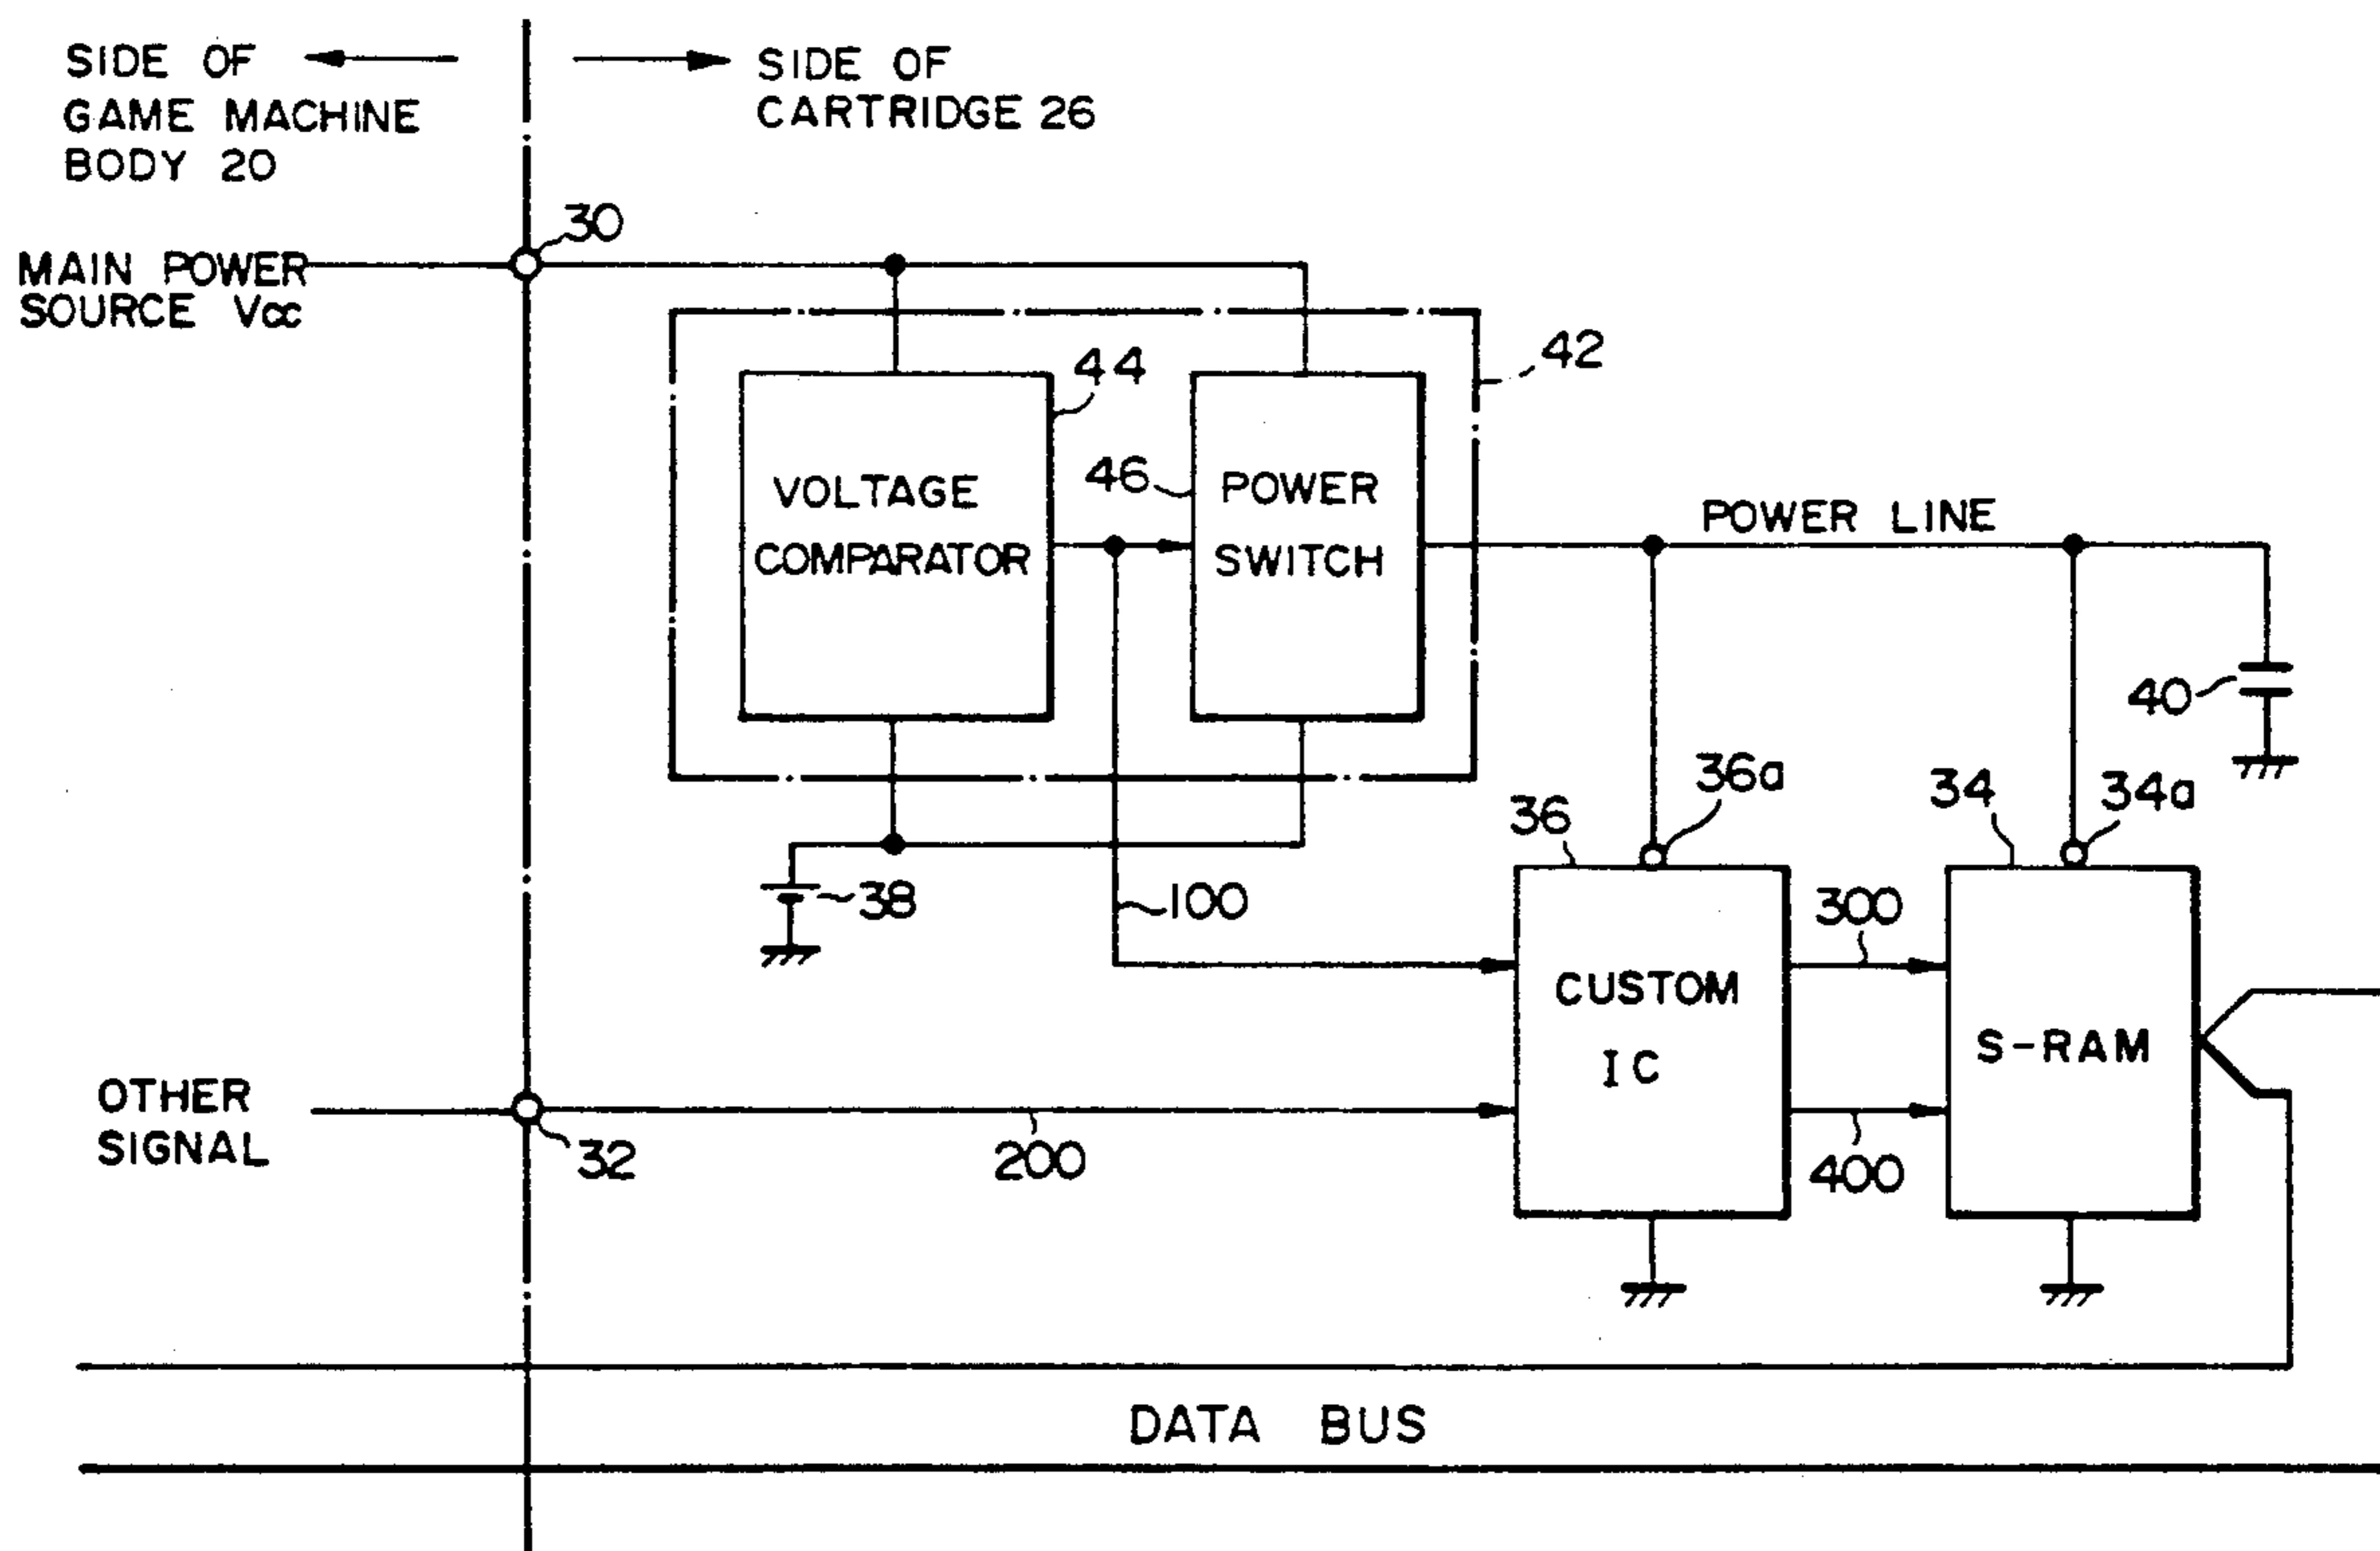 SIDE OF
GAME MACHINE
BODY 20
SIDE OF
CARTRIDGE 26
30
MAIN POWER
SOURCE Vcc
42
44
46
VOLTAGE
COMPARATOR
POWER
SWITCH
POWER LINE
40
36a
34
34a
36
38
100
300
CUSTOM
IC
S-RAM
OTHER
SIGNAL
32
200
400
DATA BUS